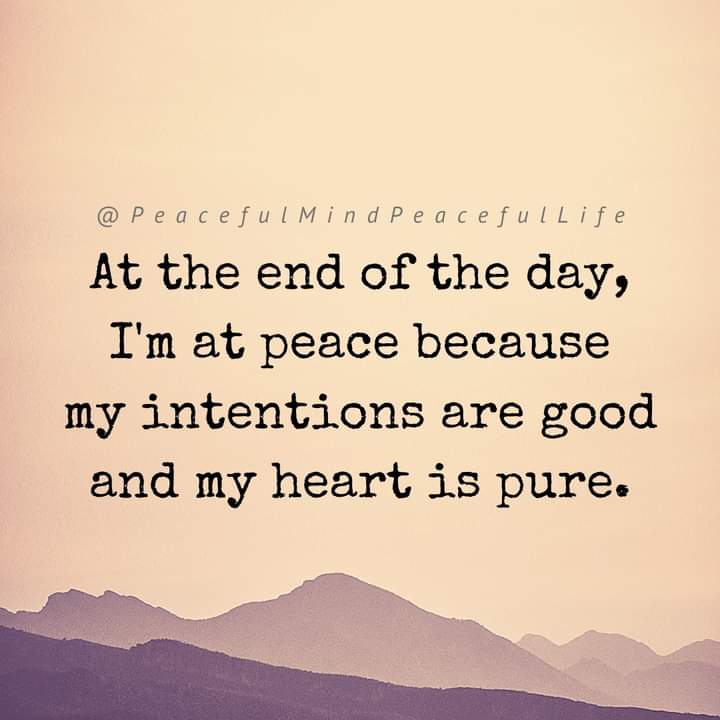 @PeacefulMindPeacefulLife
At the end of the day,
I'm at peace because
my intentions are good
and my heart is pure.